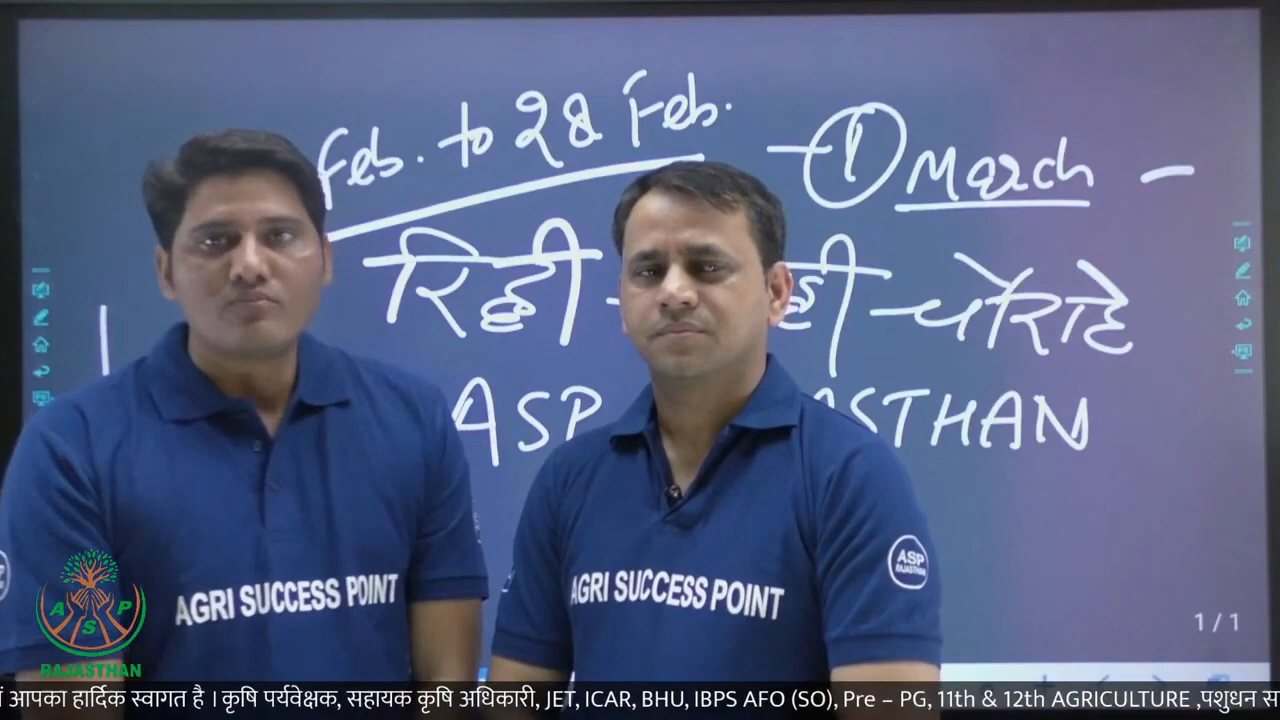 Feb. to 28 Feb. - ① March -
रिद्धी - द्धी चौराहे
ASP ASTHAN
AGRI SUCCESS POINT
AGRI SUCCESS POINT
ASP
RAJASTHAN
A S P
RAJASTHAN
1 / 1
आपका हार्दिक स्वागत है । कृषि पर्यवेक्षक, सहायक कृषि अधिकारी, JET, ICAR, BHU, IBPS AFO (SO), Pre – PG, 11th & 12th AGRICULTURE ,पशुधन स